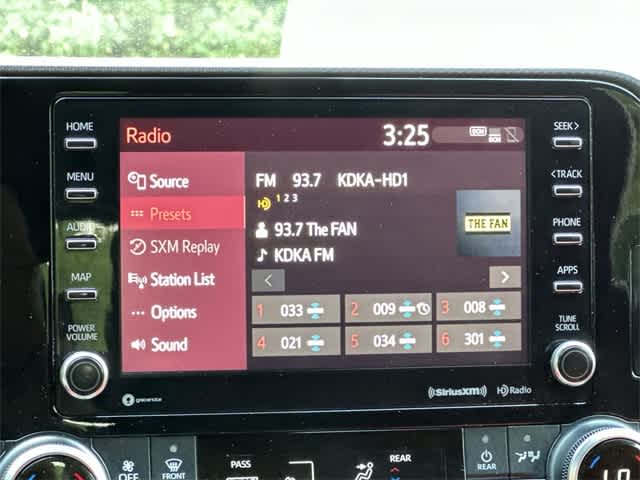 HOME
MENU
AUDIO
MAP
POWER
VOLUME
Radio
3:25
Source
Presets
SXM Replay
Station List
Options
Sound
FM 93.7 KDKA-HD1
1 2 3
93.7 The FAN
KDKA FM
THE FAN
1 033
2 009
3 008
4 021
5 034
6 301
SEEK>
<TRACK
PHONE
APPS
TUNE
SCROLL
gracenote
((SiriusXM))
HD Radio
OFF
FRONT
PASS
REAR
REAR
LO